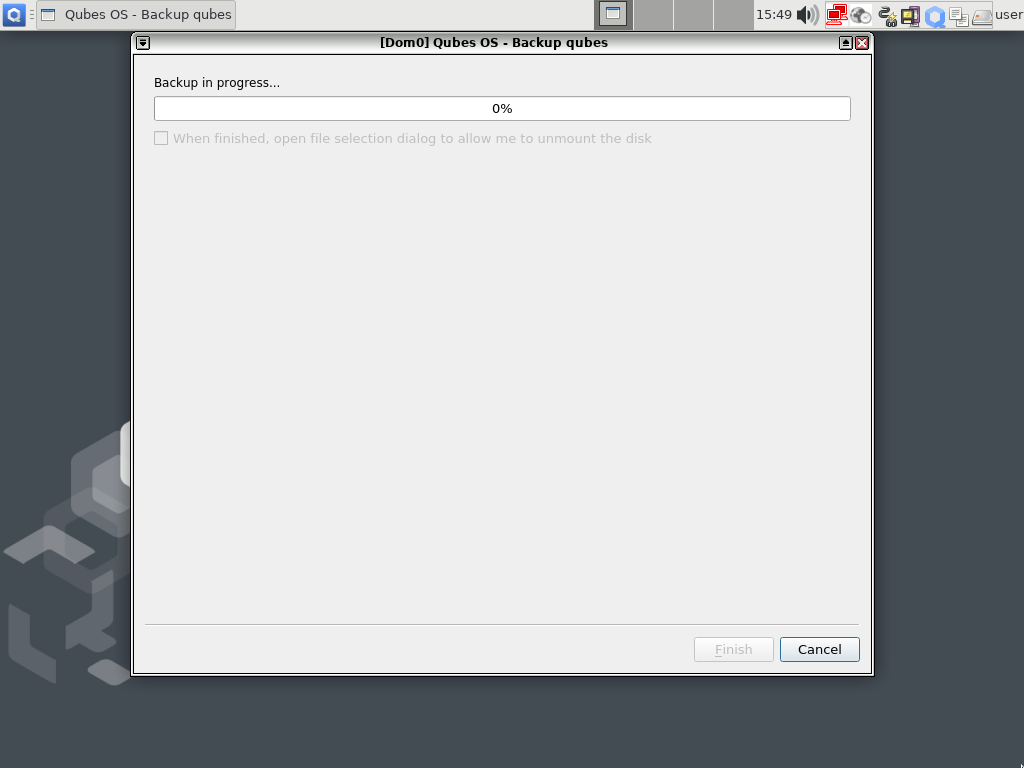 Qubes OS - Backup qubes
15:49
user
[Dom0] Qubes OS - Backup qubes
Backup in progress...
0%
When finished, open file selection dialog to allow me to unmount the disk
Finish
Cancel